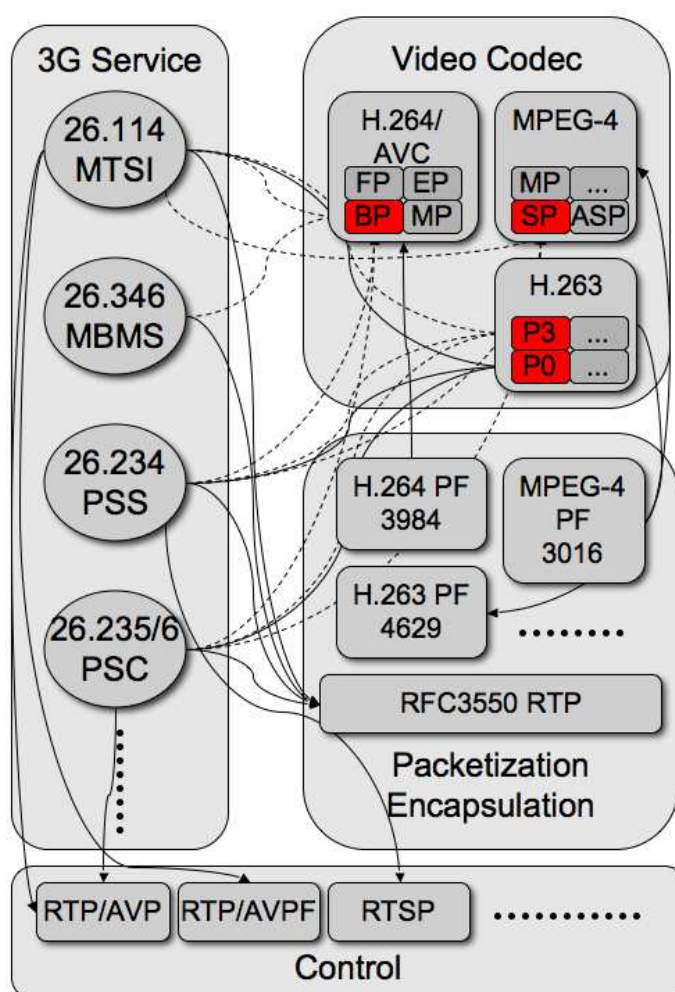 3G Service
26.114
MTSI
26.346
MBMS
26.234
PSS
26.235/6
PSC
Video Codec
H.264/
AVC
FP EP
BP MP
MPEG-4
MP ...
SP ASP
H.263
P3 ...
P0 ...
H.264 PF
3984
MPEG-4
PF
3016
H.263 PF
4629
RFC3550 RTP
Packetization
Encapsulation
RTP/AVP
RTP/AVPF
RTSP
Control